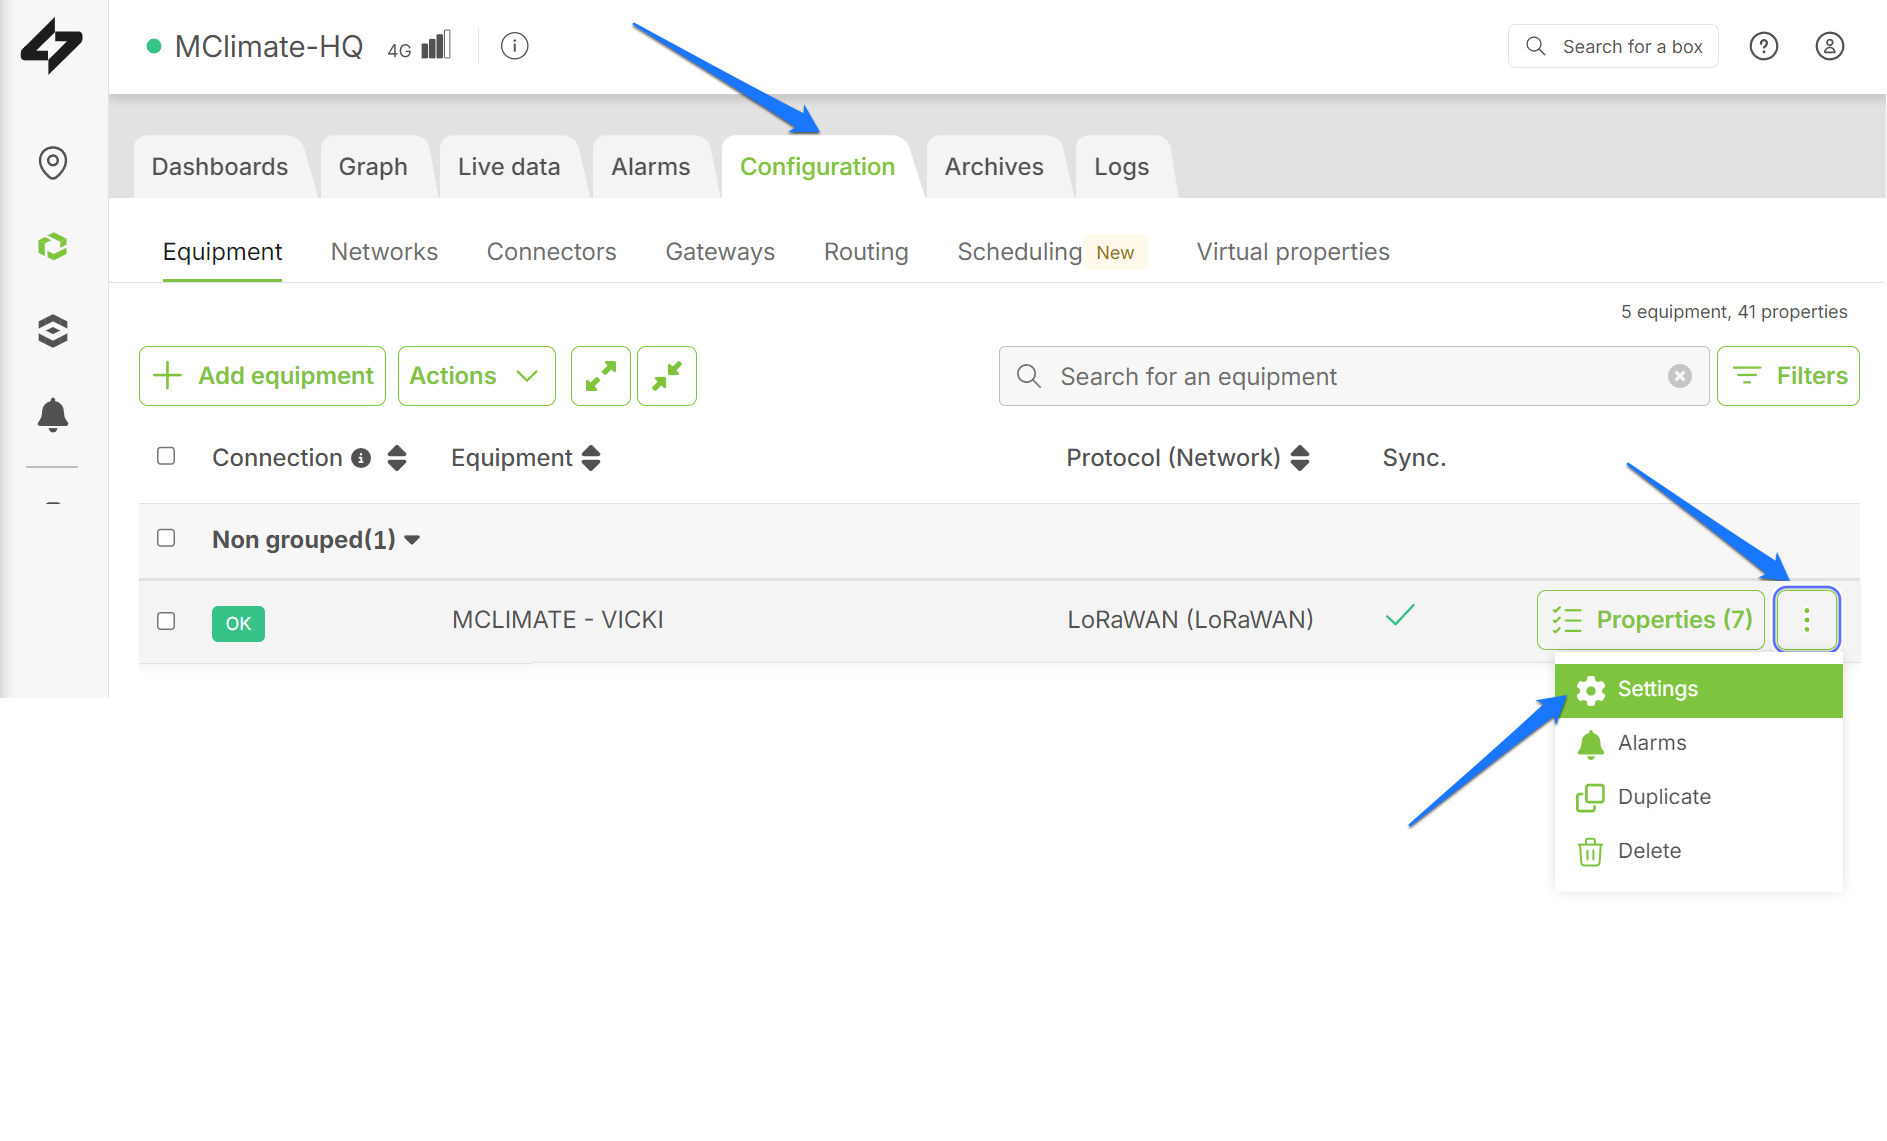 MClimate-HQ 4G Search for a box
Dashboards Graph Live data Alarms Configuration Archives Logs
Equipment Networks Connectors Gateways Routing Scheduling New Virtual properties
5 equipment, 41 properties
Add equipment Actions Search for an equipment Filters
Connection Equipment Protocol (Network) Sync.
Non grouped(1)
OK MCLIMATE - VICKI LoRaWAN (LoRaWAN) Properties (7)
Settings
Alarms
Duplicate
Delete